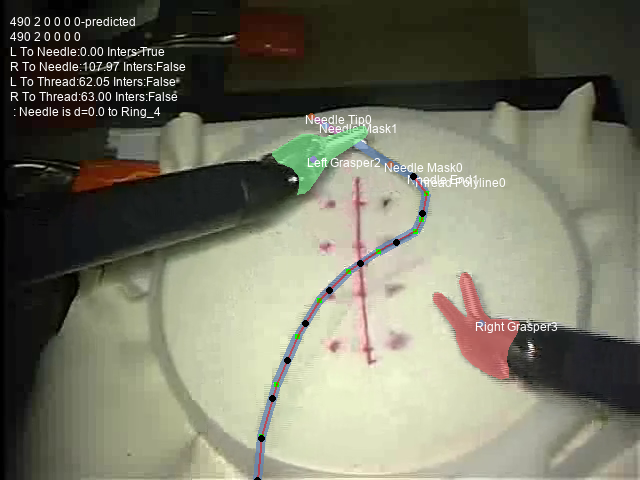 490 2 0 0 0 0-predicted
490 2 0 0 0 0
L To Needle:0.00 Inters:True
R To Needle:107.97 Inters:False
L To Thread:62.05 Inters:False
R To Thread:63.00 Inters:False
: Needle is d=0.0 to Ring_4
Needle Tip0
Needle Mask1
Left Grasper2
Needle Mask0
Needle End1
Thread Polyline0
Right Grasper3